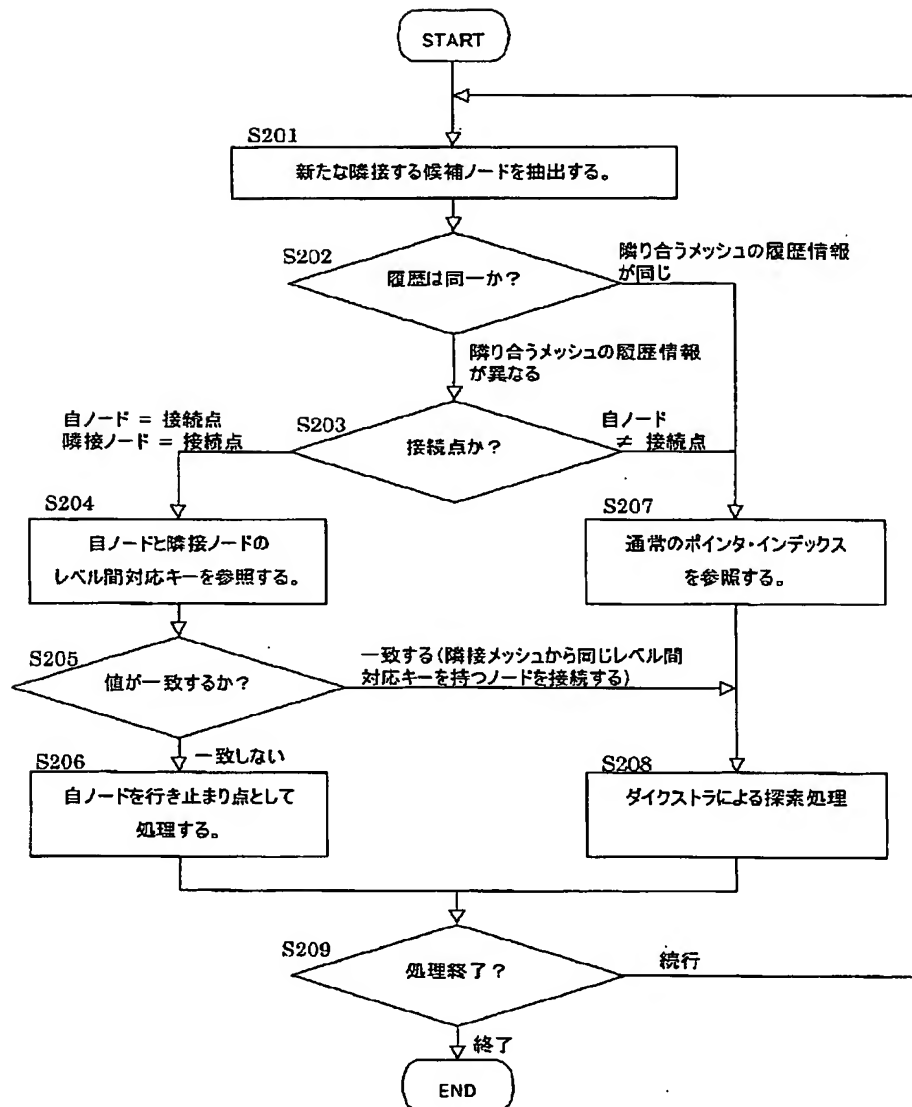 START
S201
新たな隣接する候補ノードを抽出する。
S202
履歴は同一か？
隣り合うメッシュの履歴情報
が同じ
隣り合うメッシュの履歴情報
が異なる
自ノード = 接続点
隣接ノード = 接続点
S203
接続点か？
自ノード
≠ 接続点
S204
自ノードと隣接ノードの
レベル間対応キーを参照する。
S207
通常のポインタ・インデックス
を参照する。
S205
値が一致するか？
一致する（隣接メッシュから同じレベル間
対応キーを持つノードを接続する）
一致しない
S206
自ノードを行き止まり点として
処理する。
S208
ダイクストラによる探索処理
S209
処理終了？
続行
終了
END